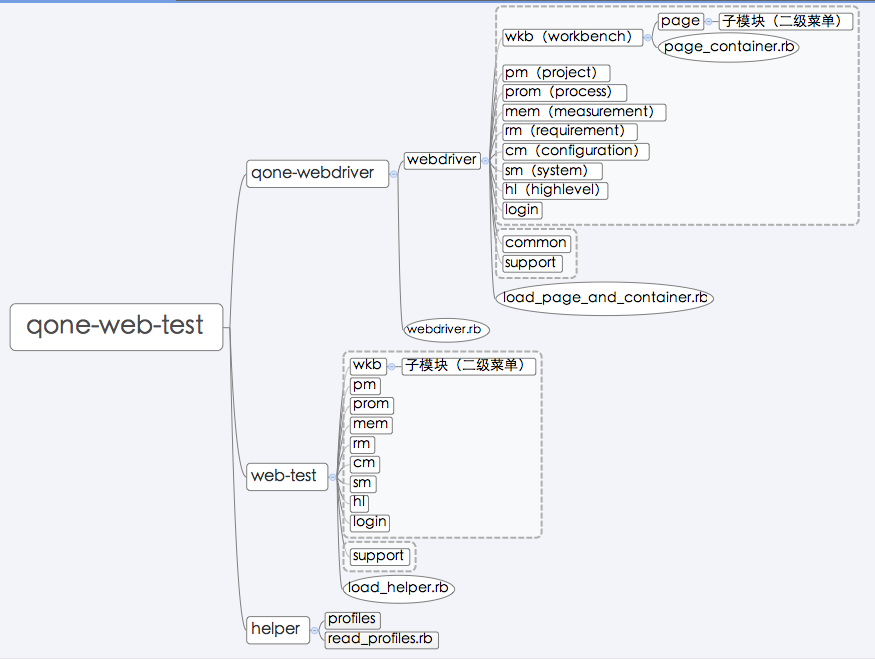 qone-web-test
qone-webdriver
webdriver
wkb（workbench）
page
子模块（二级菜单）
page_container.rb
pm（project）
prom（process）
mem（measurement）
rm（requirement）
cm（configuration）
sm（system）
hl（highlevel）
login
common
support
load_page_and_container.rb
webdriver.rb
web-test
wkb
子模块（二级菜单）
pm
prom
mem
rm
cm
sm
hl
login
support
load_helper.rb
helper
profiles
read_profiles.rb